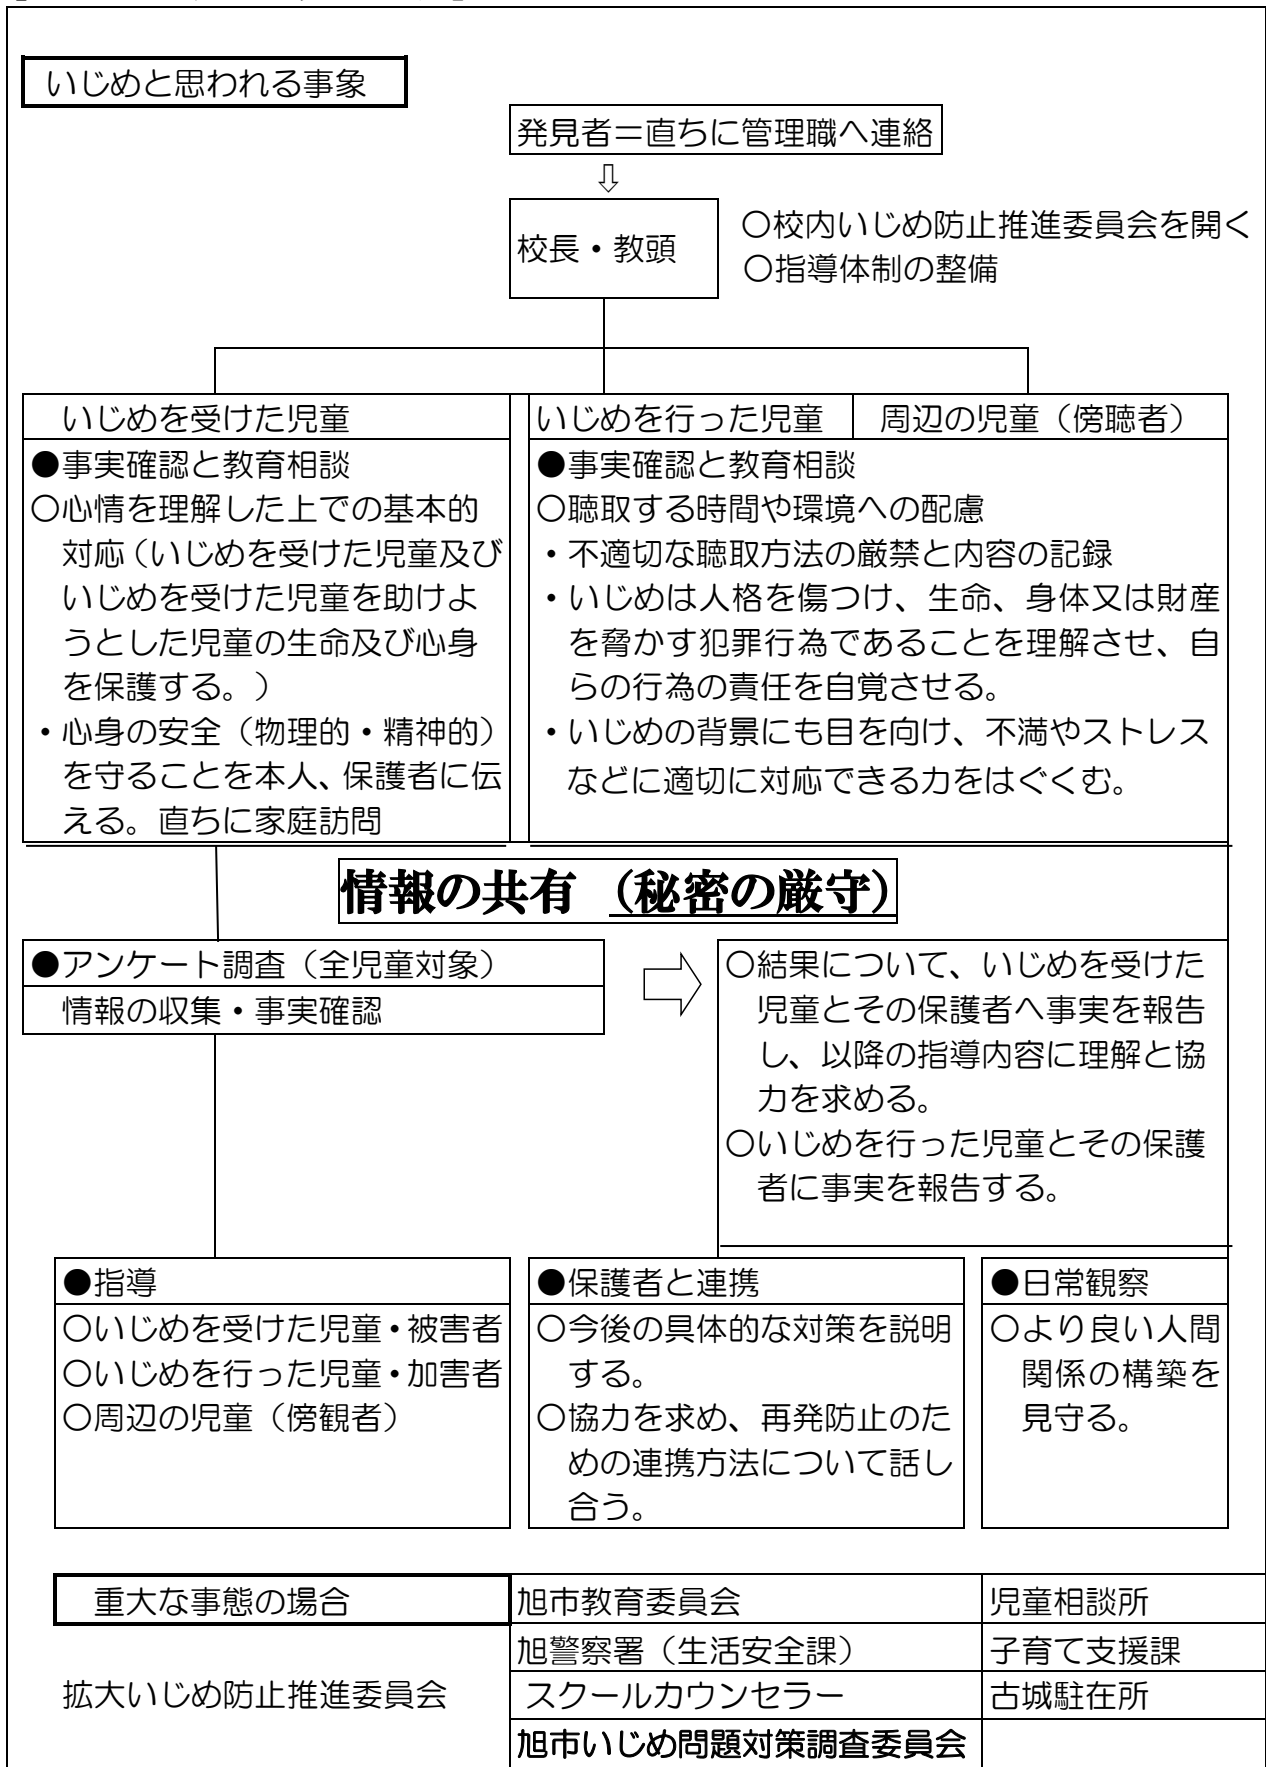 いじめと思われる事象
発見者＝直ちに管理職へ連絡
⇩
校長・教頭
○校内いじめ防止推進委員会を開く
○指導体制の整備
いじめを受けた児童
●事実確認と教育相談
○心情を理解した上での基本的
対応（いじめを受けた児童及び
いじめを受けた児童を助けよ
うとした児童の生命及び心身
を保護する。）
・心身の安全（物理的・精神的）
を守ることを本人、保護者に伝
える。直ちに家庭訪問
いじめを行った児童
周辺の児童（傍聴者）
●事実確認と教育相談
○聴取する時間や環境への配慮
・不適切な聴取方法の厳禁と内容の記録
・いじめは人格を傷つけ、生命、身体又は財産
を脅かす犯罪行為であることを理解させ、自
らの行為の責任を自覚させる。
・いじめの背景にも目を向け、不満やストレス
などに適切に対応できる力をはぐくむ。
情報の共有　（秘密の厳守）
●アンケート調査（全児童対象）
情報の収集・事実確認
○結果について、いじめを受けた
児童とその保護者へ事実を報告
し、以降の指導内容に理解と協
力を求める。
○いじめを行った児童とその保護
者に事実を報告する。
●指導
○いじめを受けた児童・被害者
○いじめを行った児童・加害者
○周辺の児童（傍観者）
●保護者と連携
○今後の具体的な対策を説明
する。
○協力を求め、再発防止のた
めの連携方法について話し
合う。
●日常観察
○より良い人間
関係の構築を
見守る。
重大な事態の場合
拡大いじめ防止推進委員会
旭市教育委員会
児童相談所
旭警察署（生活安全課）
子育て支援課
スクールカウンセラー
古城駐在所
旭市いじめ問題対策調査委員会